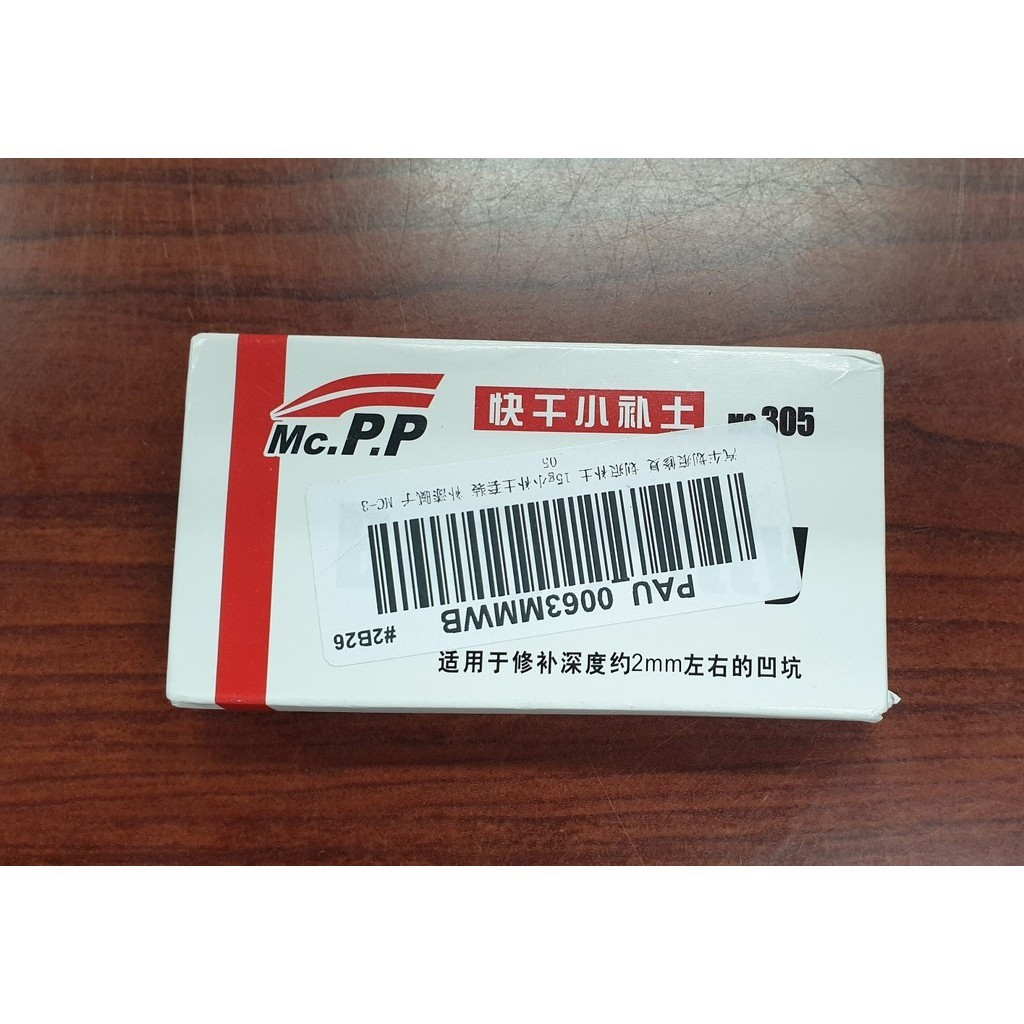 Mc.P.P
快干小补土
MC-305
汽车划痕修复 划痕补土 15g小补土套装 补漆腻子 MC-3
05
PAU 0063MMWB
#2B26
适用于修补深度约2mm左右的凹坑